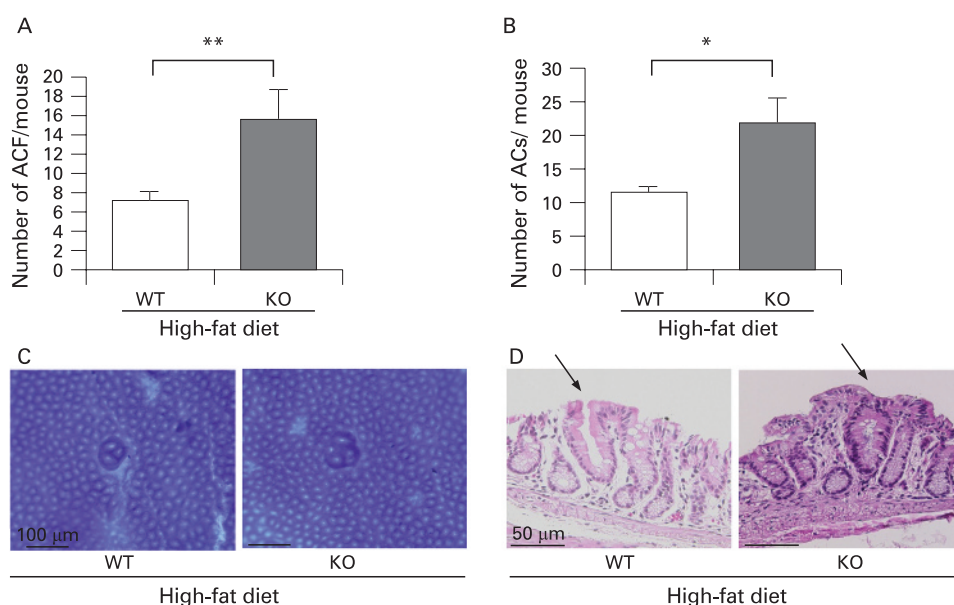 A
Number of ACF/mouse
20
18
16
14
12
10
8
6
4
2
0
**
WT
KO
High-fat diet
B
Number of ACs/ mouse
30
25
20
15
10
5
0
*
WT
KO
High-fat diet
C
100 μm
WT
KO
High-fat diet
D
50 μm
WT
KO
High-fat diet